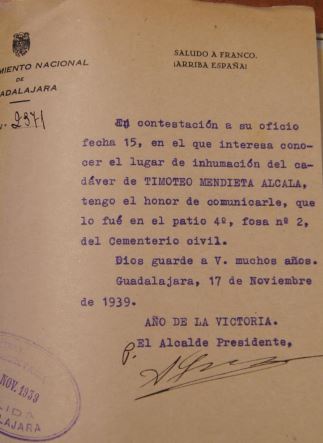 SALUDO A FRANCO.
¡ARRIBA ESPAÑA!
MIENTO NACIONAL
DE
ADALAJARA
2371
En contestación a su oficio
fecha 15, en el que interesa cono-
cer el lugar de inhumación del ca-
dáver de TIMOTEO MENDIETA ALCALA,
tengo el honor de comunicarle, que
lo fué en el patio 4º, fosa nº 2,
del Cementerio civil.
Dios guarde a V. muchos años.
Guadalajara, 17 de Noviembre
de 1939.
AÑO DE LA VICTORIA.
P. El Alcalde Presidente,
NOV. 1939
LIDA
ALAJARA